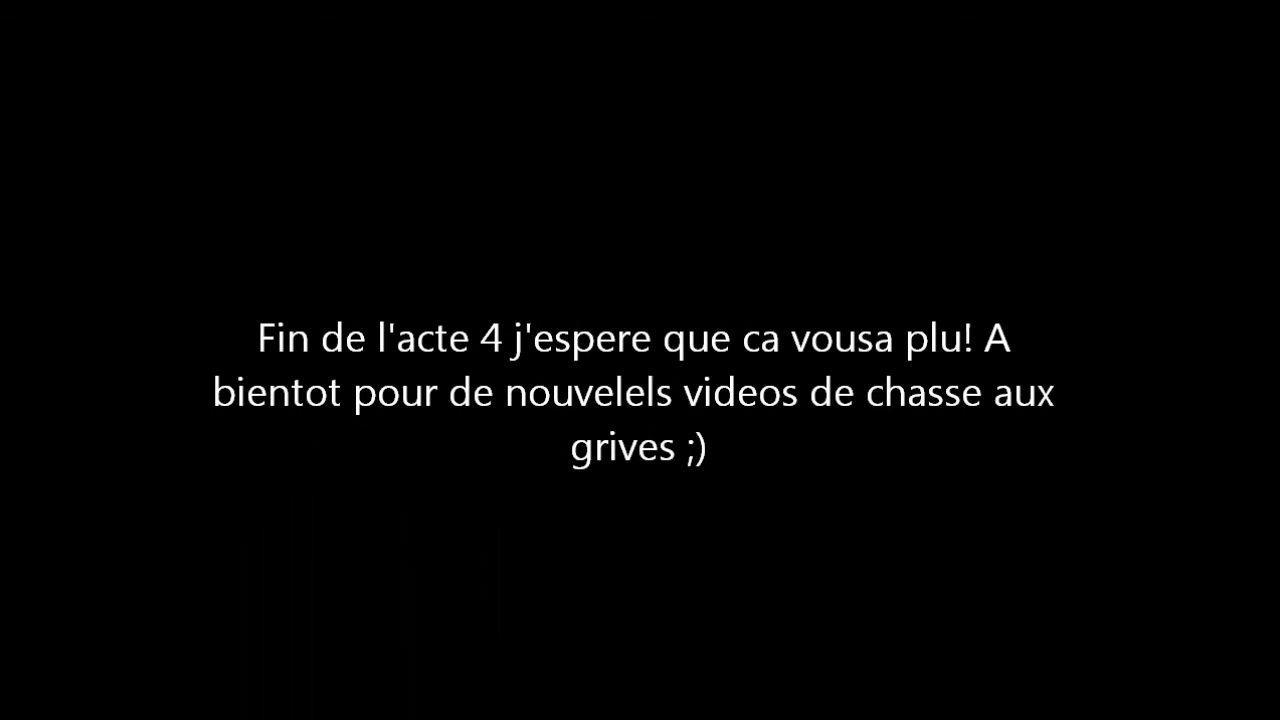 Fin de l'acte 4 j'espere que ca vousa plu! A
bientot pour de nouvelels videos de chasse aux
grives ;)